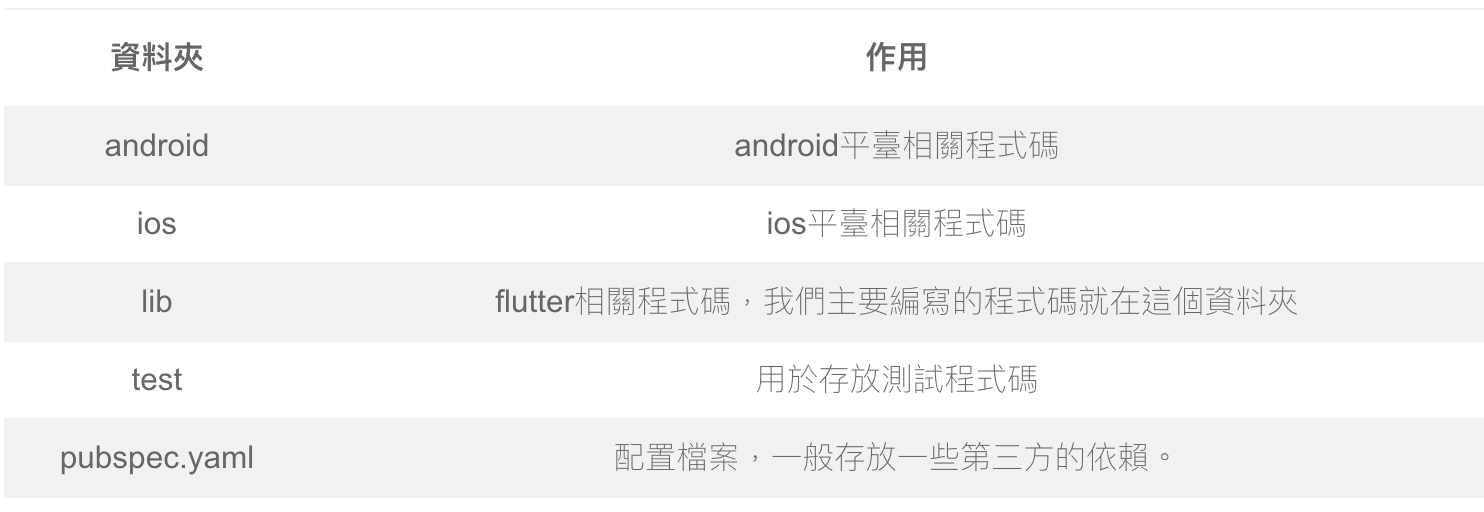 資料夾 作用
android android平臺相關程式碼
ios ios平臺相關程式碼
lib flutter相關程式碼，我們主要編寫的程式碼就在這個資料夾
test 用於存放測試程式碼
pubspec.yaml 配置檔案，一般存放一些第三方的依賴。